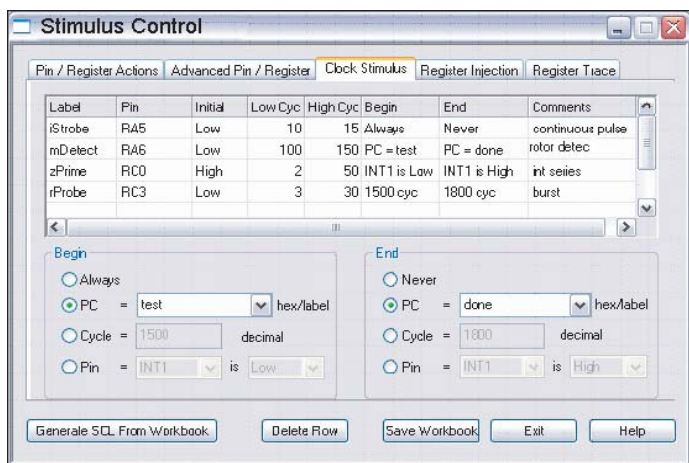 Stimulus Control
Pin / Register Actions Advanced Pin / Register Clock Stimulus Register Injection Register Trace
Label Pin Initial Low Cyc High Cyc Begin End Comments
iStrobe RA5 Low 10 15 Always Never continuous pulse
mDetect RA6 Low 100 150 PC = test PC = done rotor detec
zPrime RC0 High 2 50 INT1 is Low INT1 is High int series
rProbe RC3 Low 3 30 1500 cyc 1800 cyc burst
Begin End
Always Never
PC = test hex/label PC = done hex/label
Cycle = 1500 decimal Cycle = 1800 decimal
Pin = INT1 is Low Pin = INT1 is High
Generate SCL From Workbook Delete Row Save Workbook Exit Help